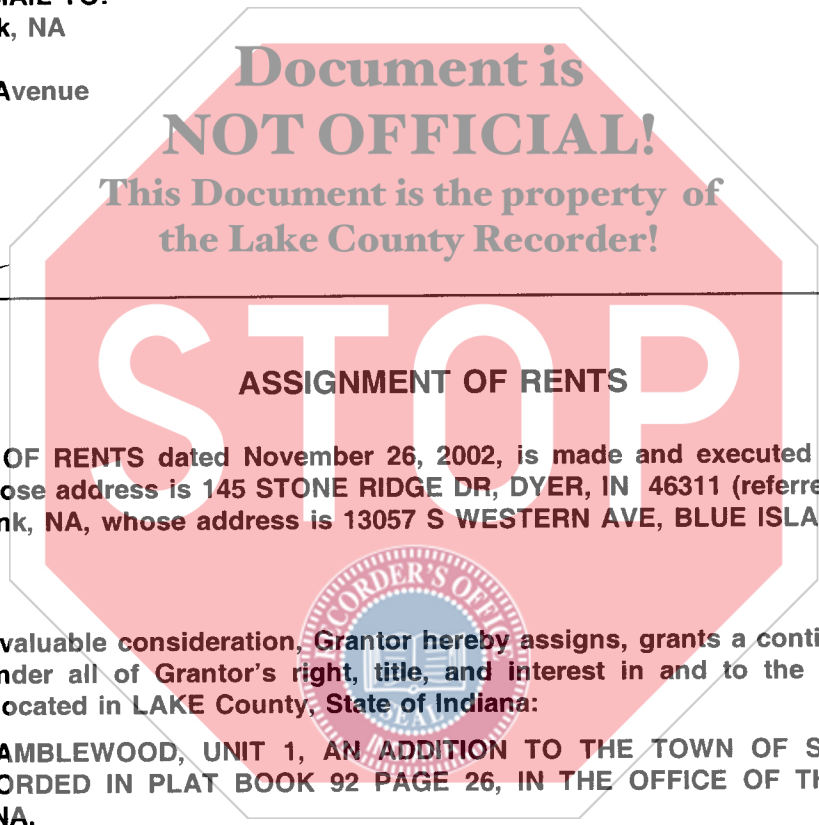 MAIL TO:
k, NA
Avenue
Document is
NOT OFFICIAL!
This Document is the property of
the Lake County Recorder!
STOP
ASSIGNMENT OF RENTS
OF RENTS dated November 26, 2002, is made and executed
ose address is 145 STONE RIDGE DR, DYER, IN 46311 (referre
nk, NA, whose address is 13057 S WESTERN AVE, BLUE ISLA
RECORDER'S OFFICE
SEAL
valuable consideration, Grantor hereby assigns, grants a conti
nder all of Grantor's right, title, and interest in and to the
ocated in LAKE County, State of Indiana:
AMBLEWOOD, UNIT 1, AN ADDITION TO THE TOWN OF S
ORDED IN PLAT BOOK 92 PAGE 26, IN THE OFFICE OF TH
NA.